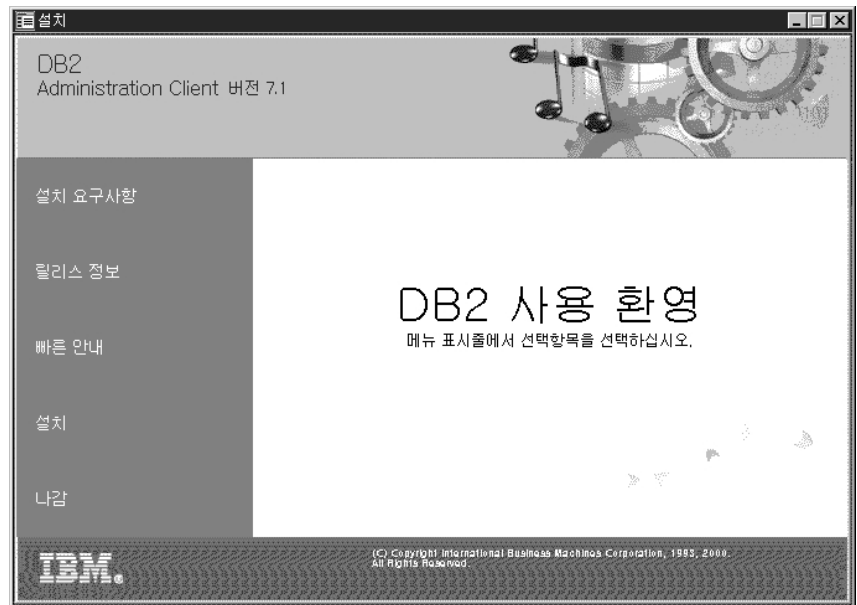 설치
DB2
Administration Client 버전 7.1
설치 요구사항
릴리스 정보
빠른 안내
설치
나감
DB2 사용 환영
메뉴 표시줄에서 선택항목을 선택하십시오.
IBM.
(C) Copyright International Business Machines Corporation, 1993, 2000.
All Rights Reserved.